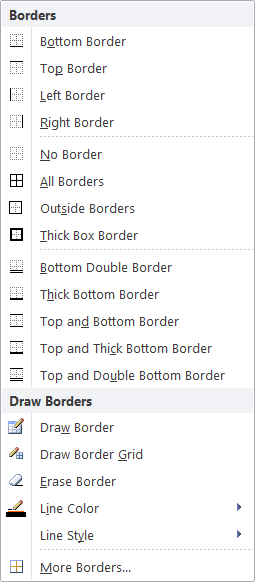 Borders
Bottom Border
Top Border
Left Border
Right Border
No Border
All Borders
Outside Borders
Thick Box Border
Bottom Double Border
Thick Bottom Border
Top and Bottom Border
Top and Thick Bottom Border
Top and Double Bottom Border
Draw Borders
Draw Border
Draw Border Grid
Erase Border
Line Color
Line Style
More Borders...